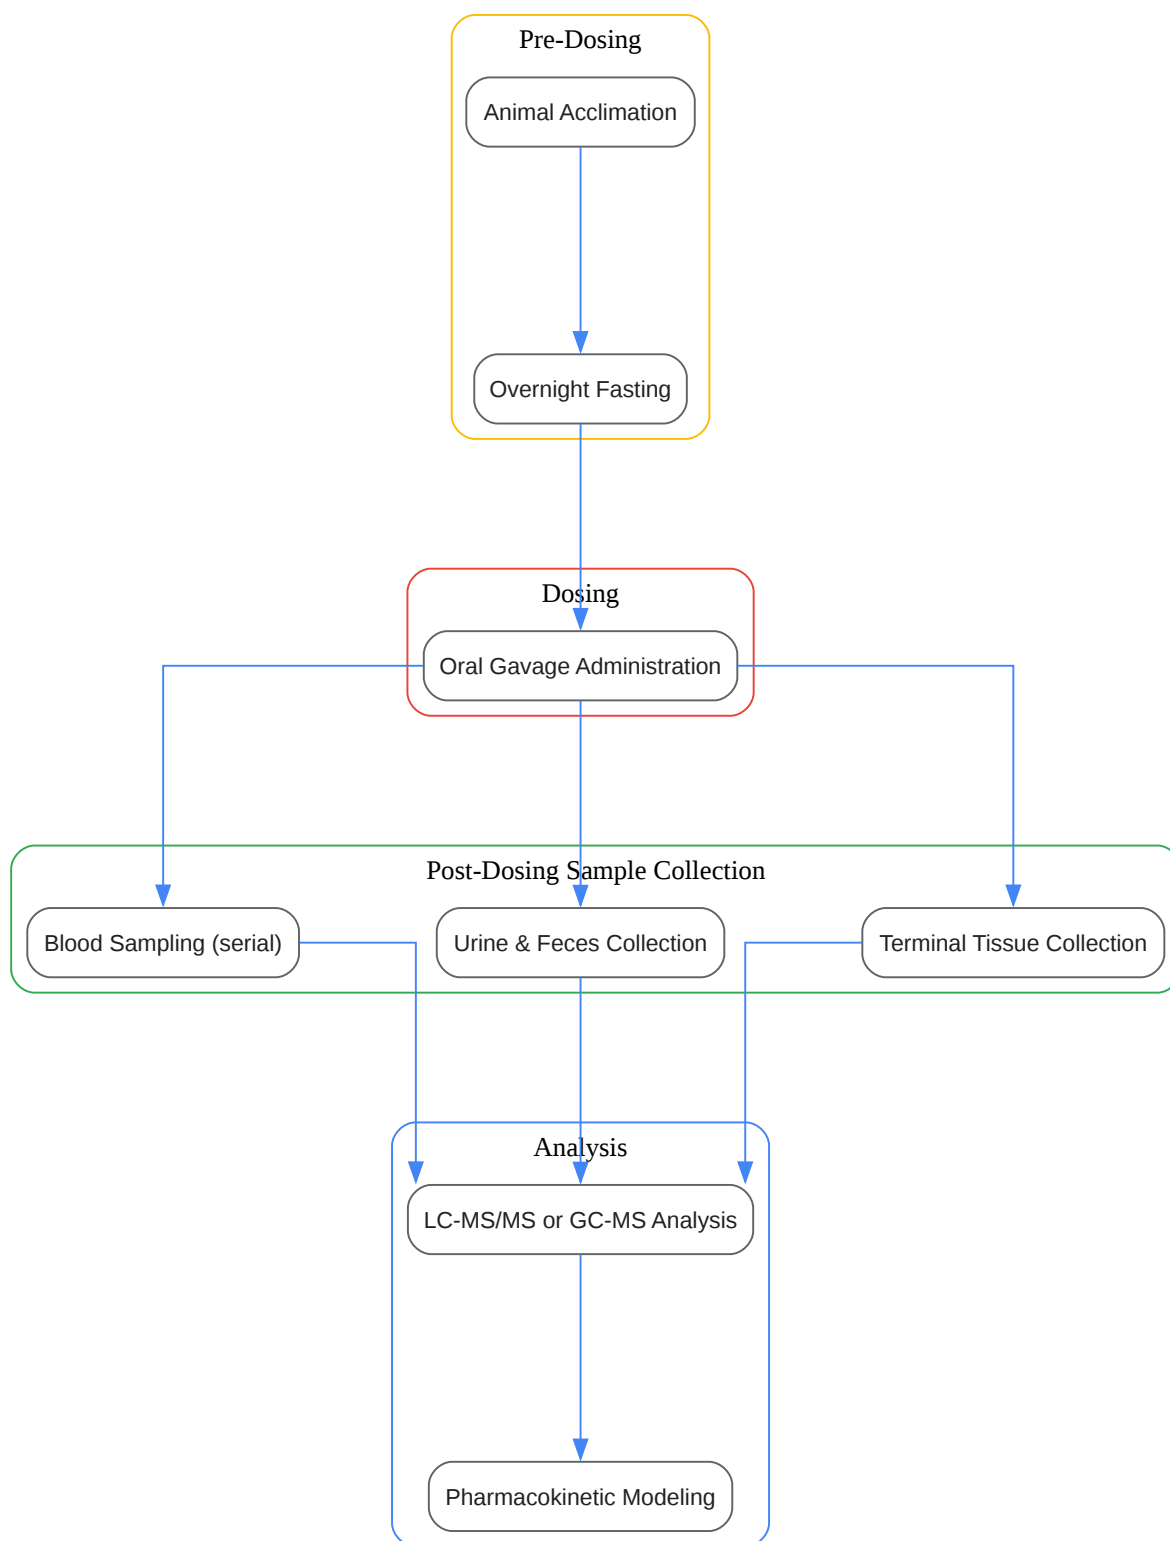 Pre-Dosing
Animal Acclimation
Overnight Fasting
Dosing
Oral Gavage Administration
Post-Dosing Sample Collection
Blood Sampling (serial)
Urine & Feces Collection
Terminal Tissue Collection
Analysis
LC-MS/MS or GC-MS Analysis
Pharmacokinetic Modeling